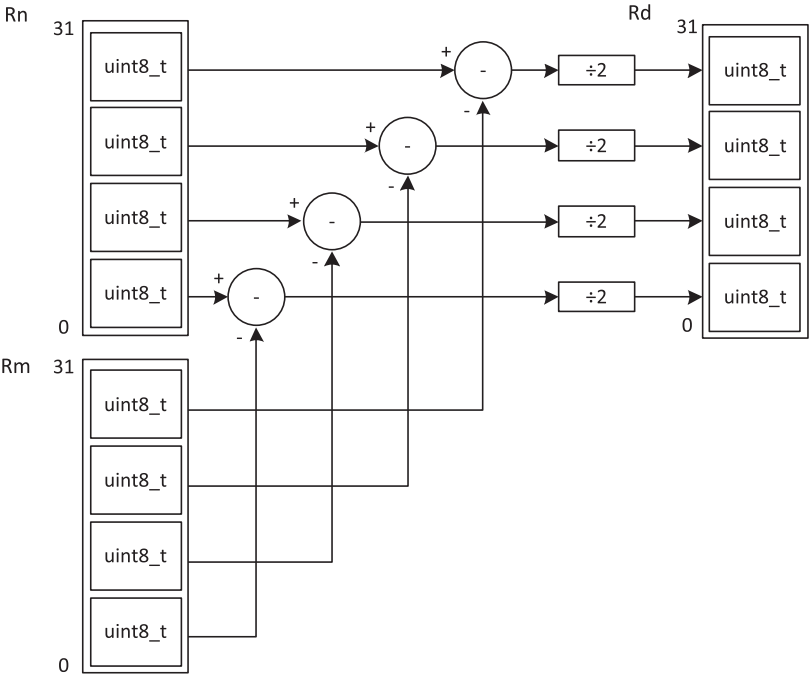 Rn
31
uint8_t
uint8_t
uint8_t
uint8_t
0
Rm
31
uint8_t
uint8_t
uint8_t
uint8_t
0
+
-
-
+
-
-
+
-
-
+
-
-
÷2
÷2
÷2
÷2
Rd
31
uint8_t
uint8_t
uint8_t
uint8_t
0